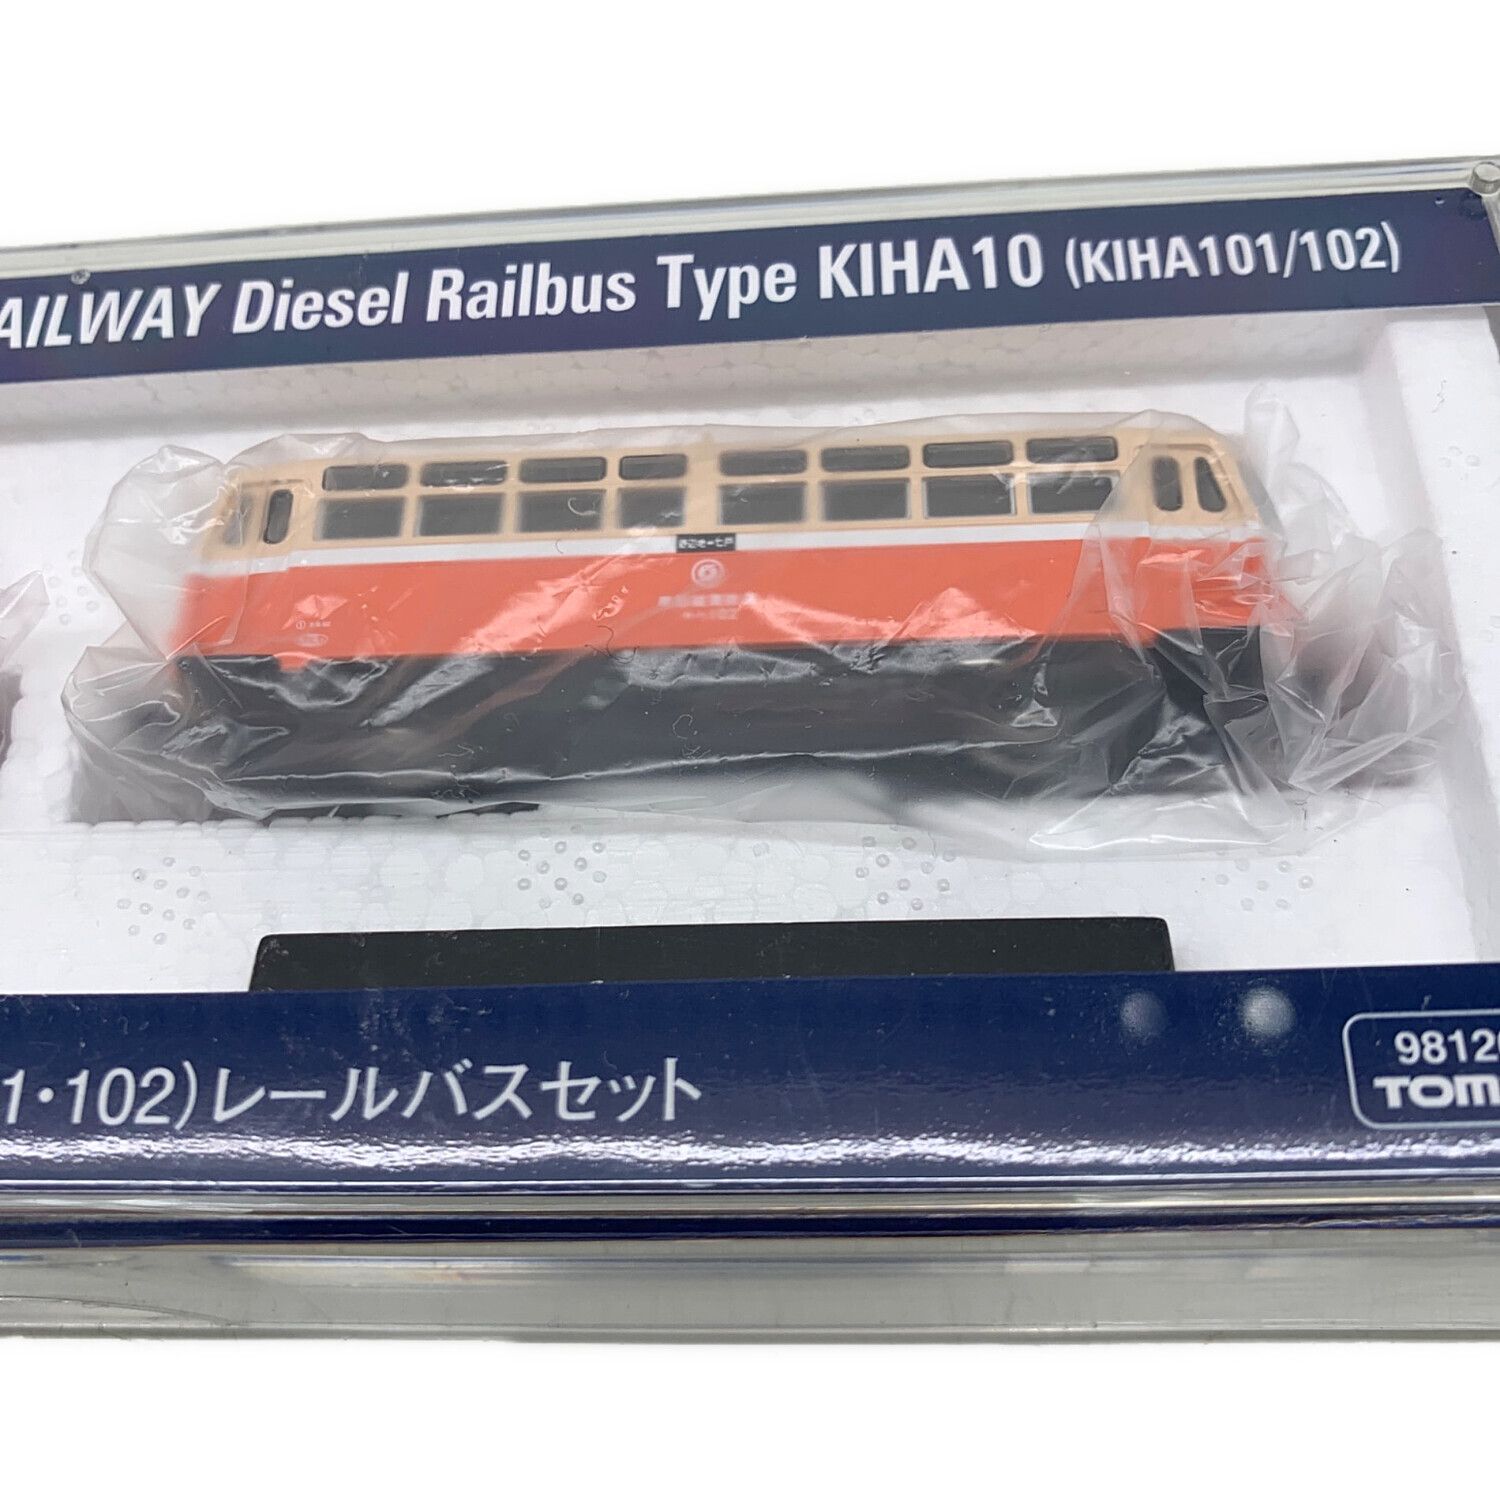 AILWAY Diesel Railbus Type KIHA10 (KIHA101/102)
1・102)レールバスセット
9812
TOM